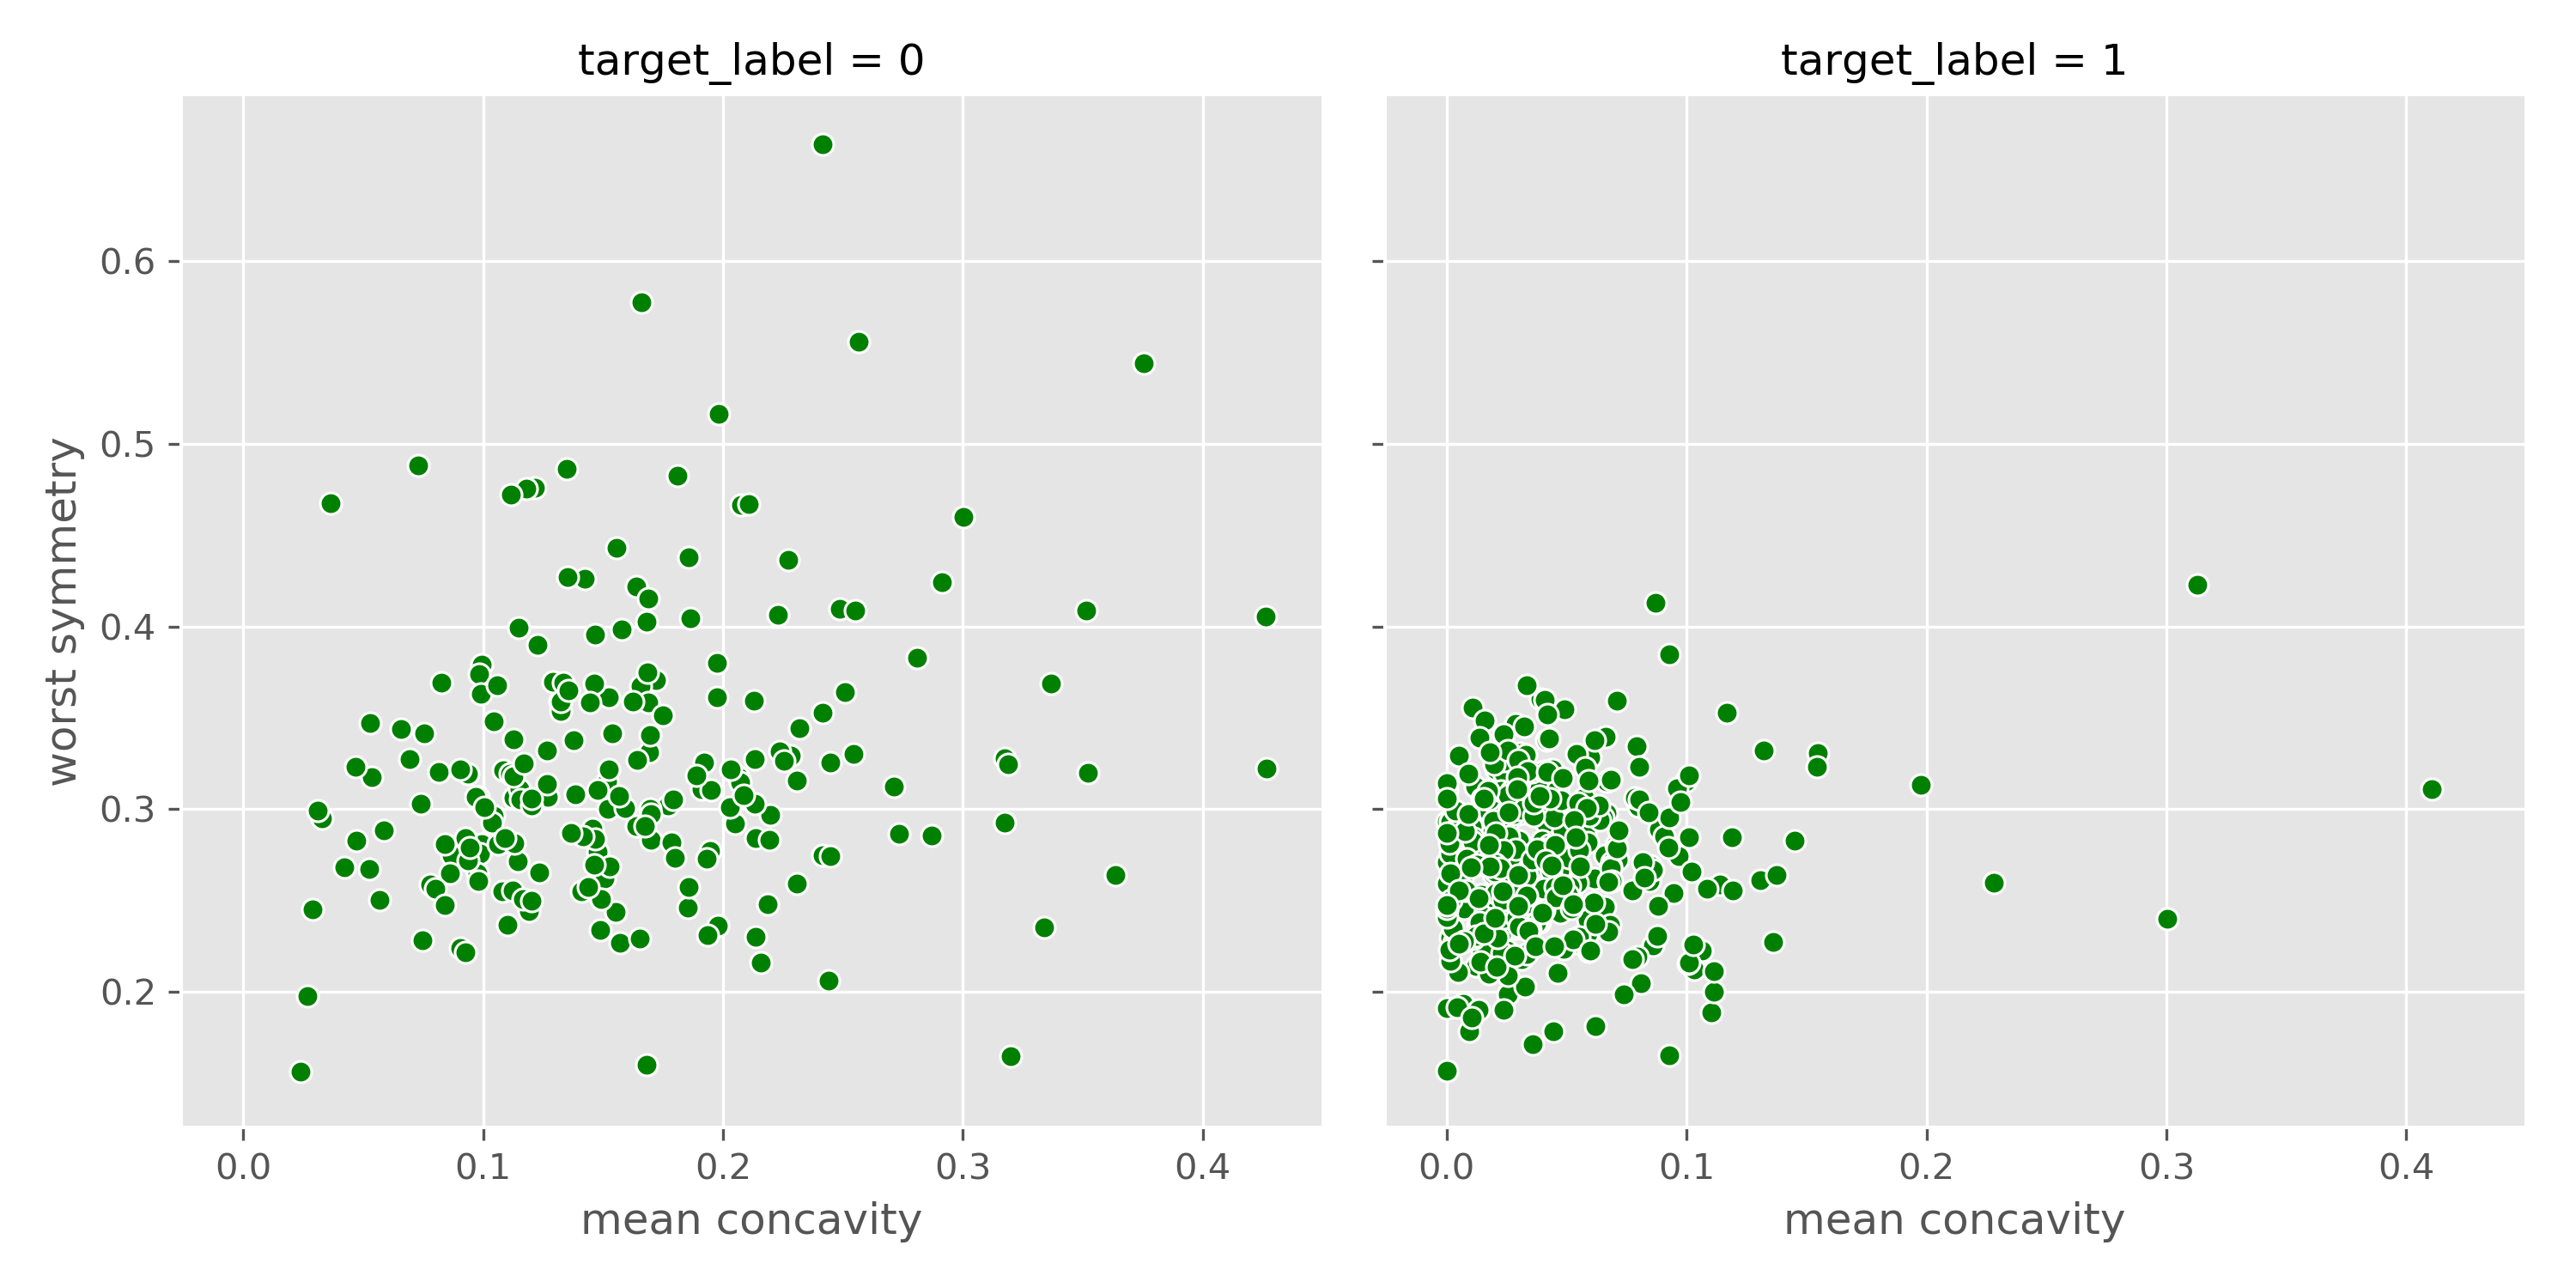 target_label = 0
target_label = 1
worst symmetry
0.6
0.5
0.4
0.3
0.2
0.0 0.1 0.2 0.3 0.4
0.0 0.1 0.2 0.3 0.4
mean concavity
mean concavity